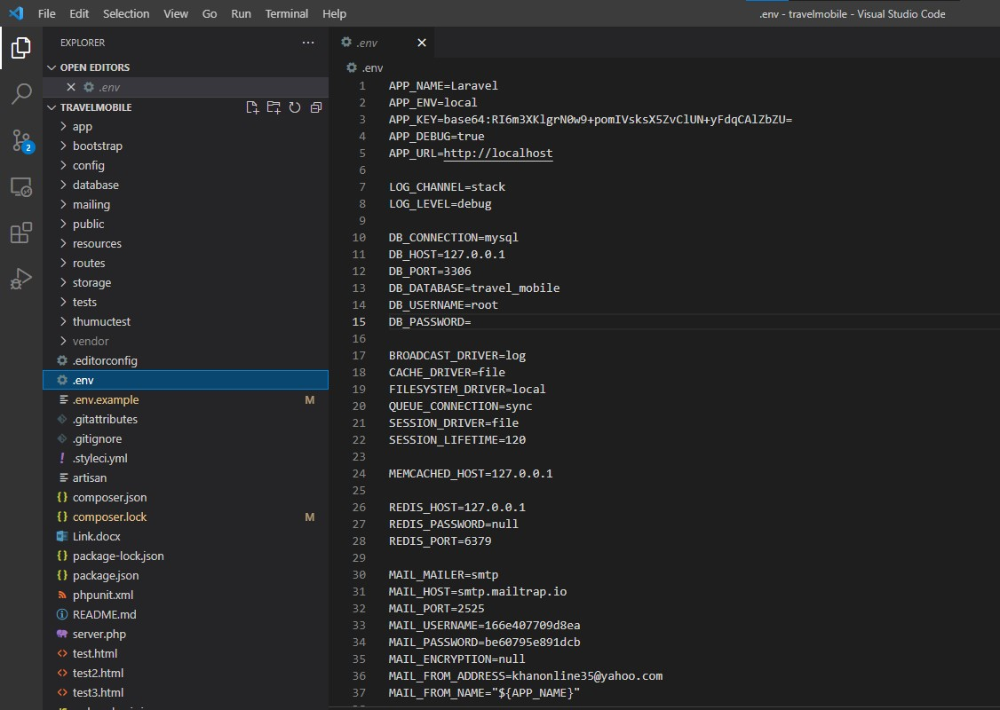 File Edit Selection View Go Run Terminal Help
.env - travelmobile - Visual Studio Code
EXPLORER
OPEN EDITORS
.env
TRAVELMOBILE
app
bootstrap
config
database
mailing
public
resources
routes
storage
tests
thumuctest
vendor
.editorconfig
.env
.env.example M
.gitattributes
.gitignore
.styleci.yml
artisan
composer.json
composer.lock M
Link.docx
package-lock.json
package.json
phpunit.xml
README.md
server.php
test.html
test2.html
test3.html
2
.env
.env
1 APP_NAME=Laravel
2 APP_ENV=local
3 APP_KEY=base64:RI6m3XKlgrN0w9+pomIVsksX5ZvClUN+yFdqCAlZbZU=
4 APP_DEBUG=true
5 APP_URL=http://localhost
6
7 LOG_CHANNEL=stack
8 LOG_LEVEL=debug
9
10 DB_CONNECTION=mysql
11 DB_HOST=127.0.0.1
12 DB_PORT=3306
13 DB_DATABASE=travel_mobile
14 DB_USERNAME=root
15 DB_PASSWORD=
16
17 BROADCAST_DRIVER=log
18 CACHE_DRIVER=file
19 FILESYSTEM_DRIVER=local
20 QUEUE_CONNECTION=sync
21 SESSION_DRIVER=file
22 SESSION_LIFETIME=120
23
24 MEMCACHED_HOST=127.0.0.1
25
26 REDIS_HOST=127.0.0.1
27 REDIS_PASSWORD=null
28 REDIS_PORT=6379
29
30 MAIL_MAILER=smtp
31 MAIL_HOST=smtp.mailtrap.io
32 MAIL_PORT=2525
33 MAIL_USERNAME=166e407709d8ea
34 MAIL_PASSWORD=be60795e891dcb
35 MAIL_ENCRYPTION=null
36 MAIL_FROM_ADDRESS=khanonline35@yahoo.com
37 MAIL_FROM_NAME="${APP_NAME}"